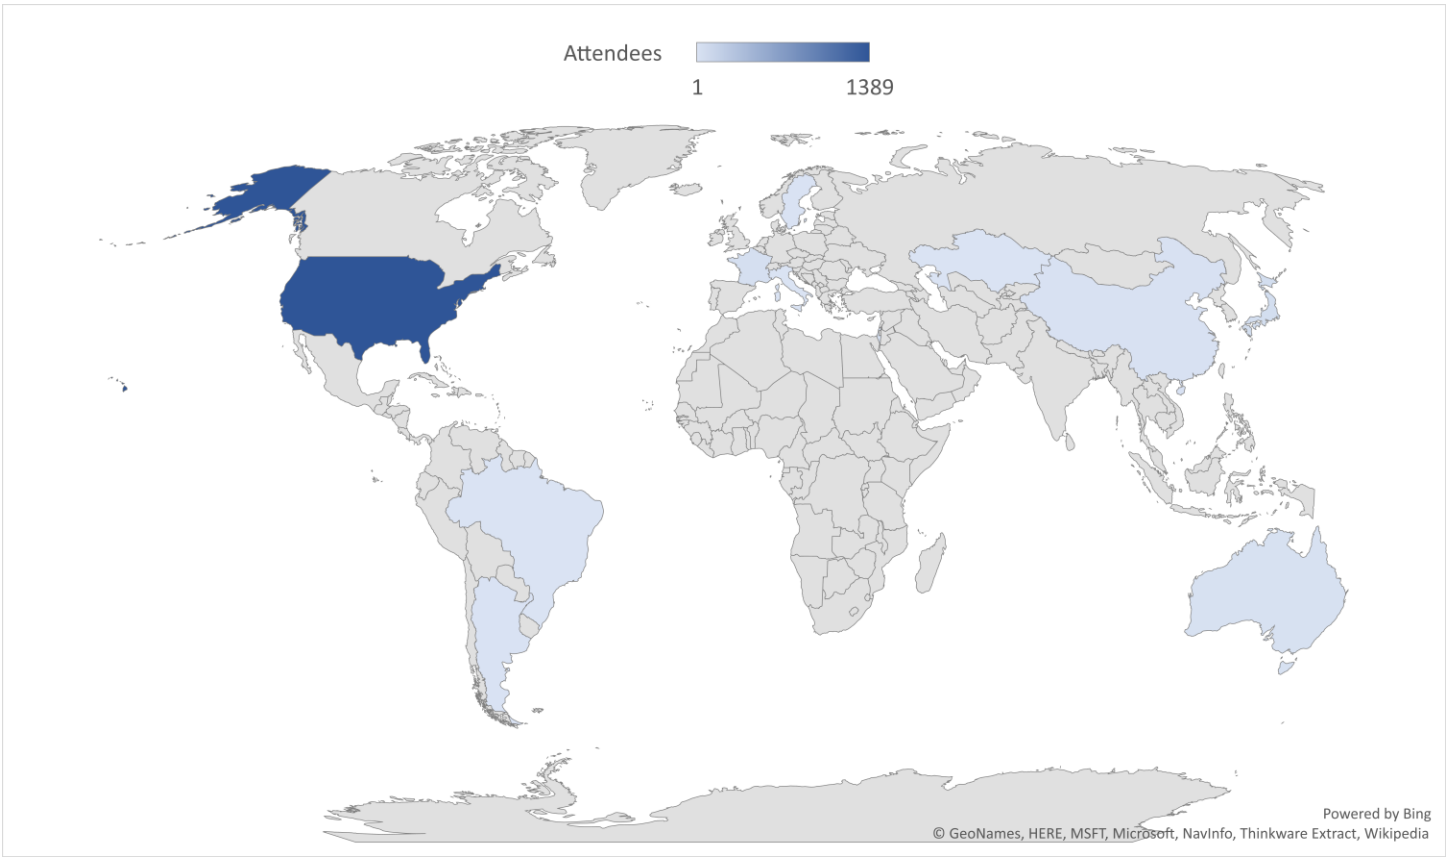 Attendees
1 1389
Powered by Bing
© GeoNames, HERE, MSFT, Microsoft, NavInfo, Thinkware Extract, Wikipedia